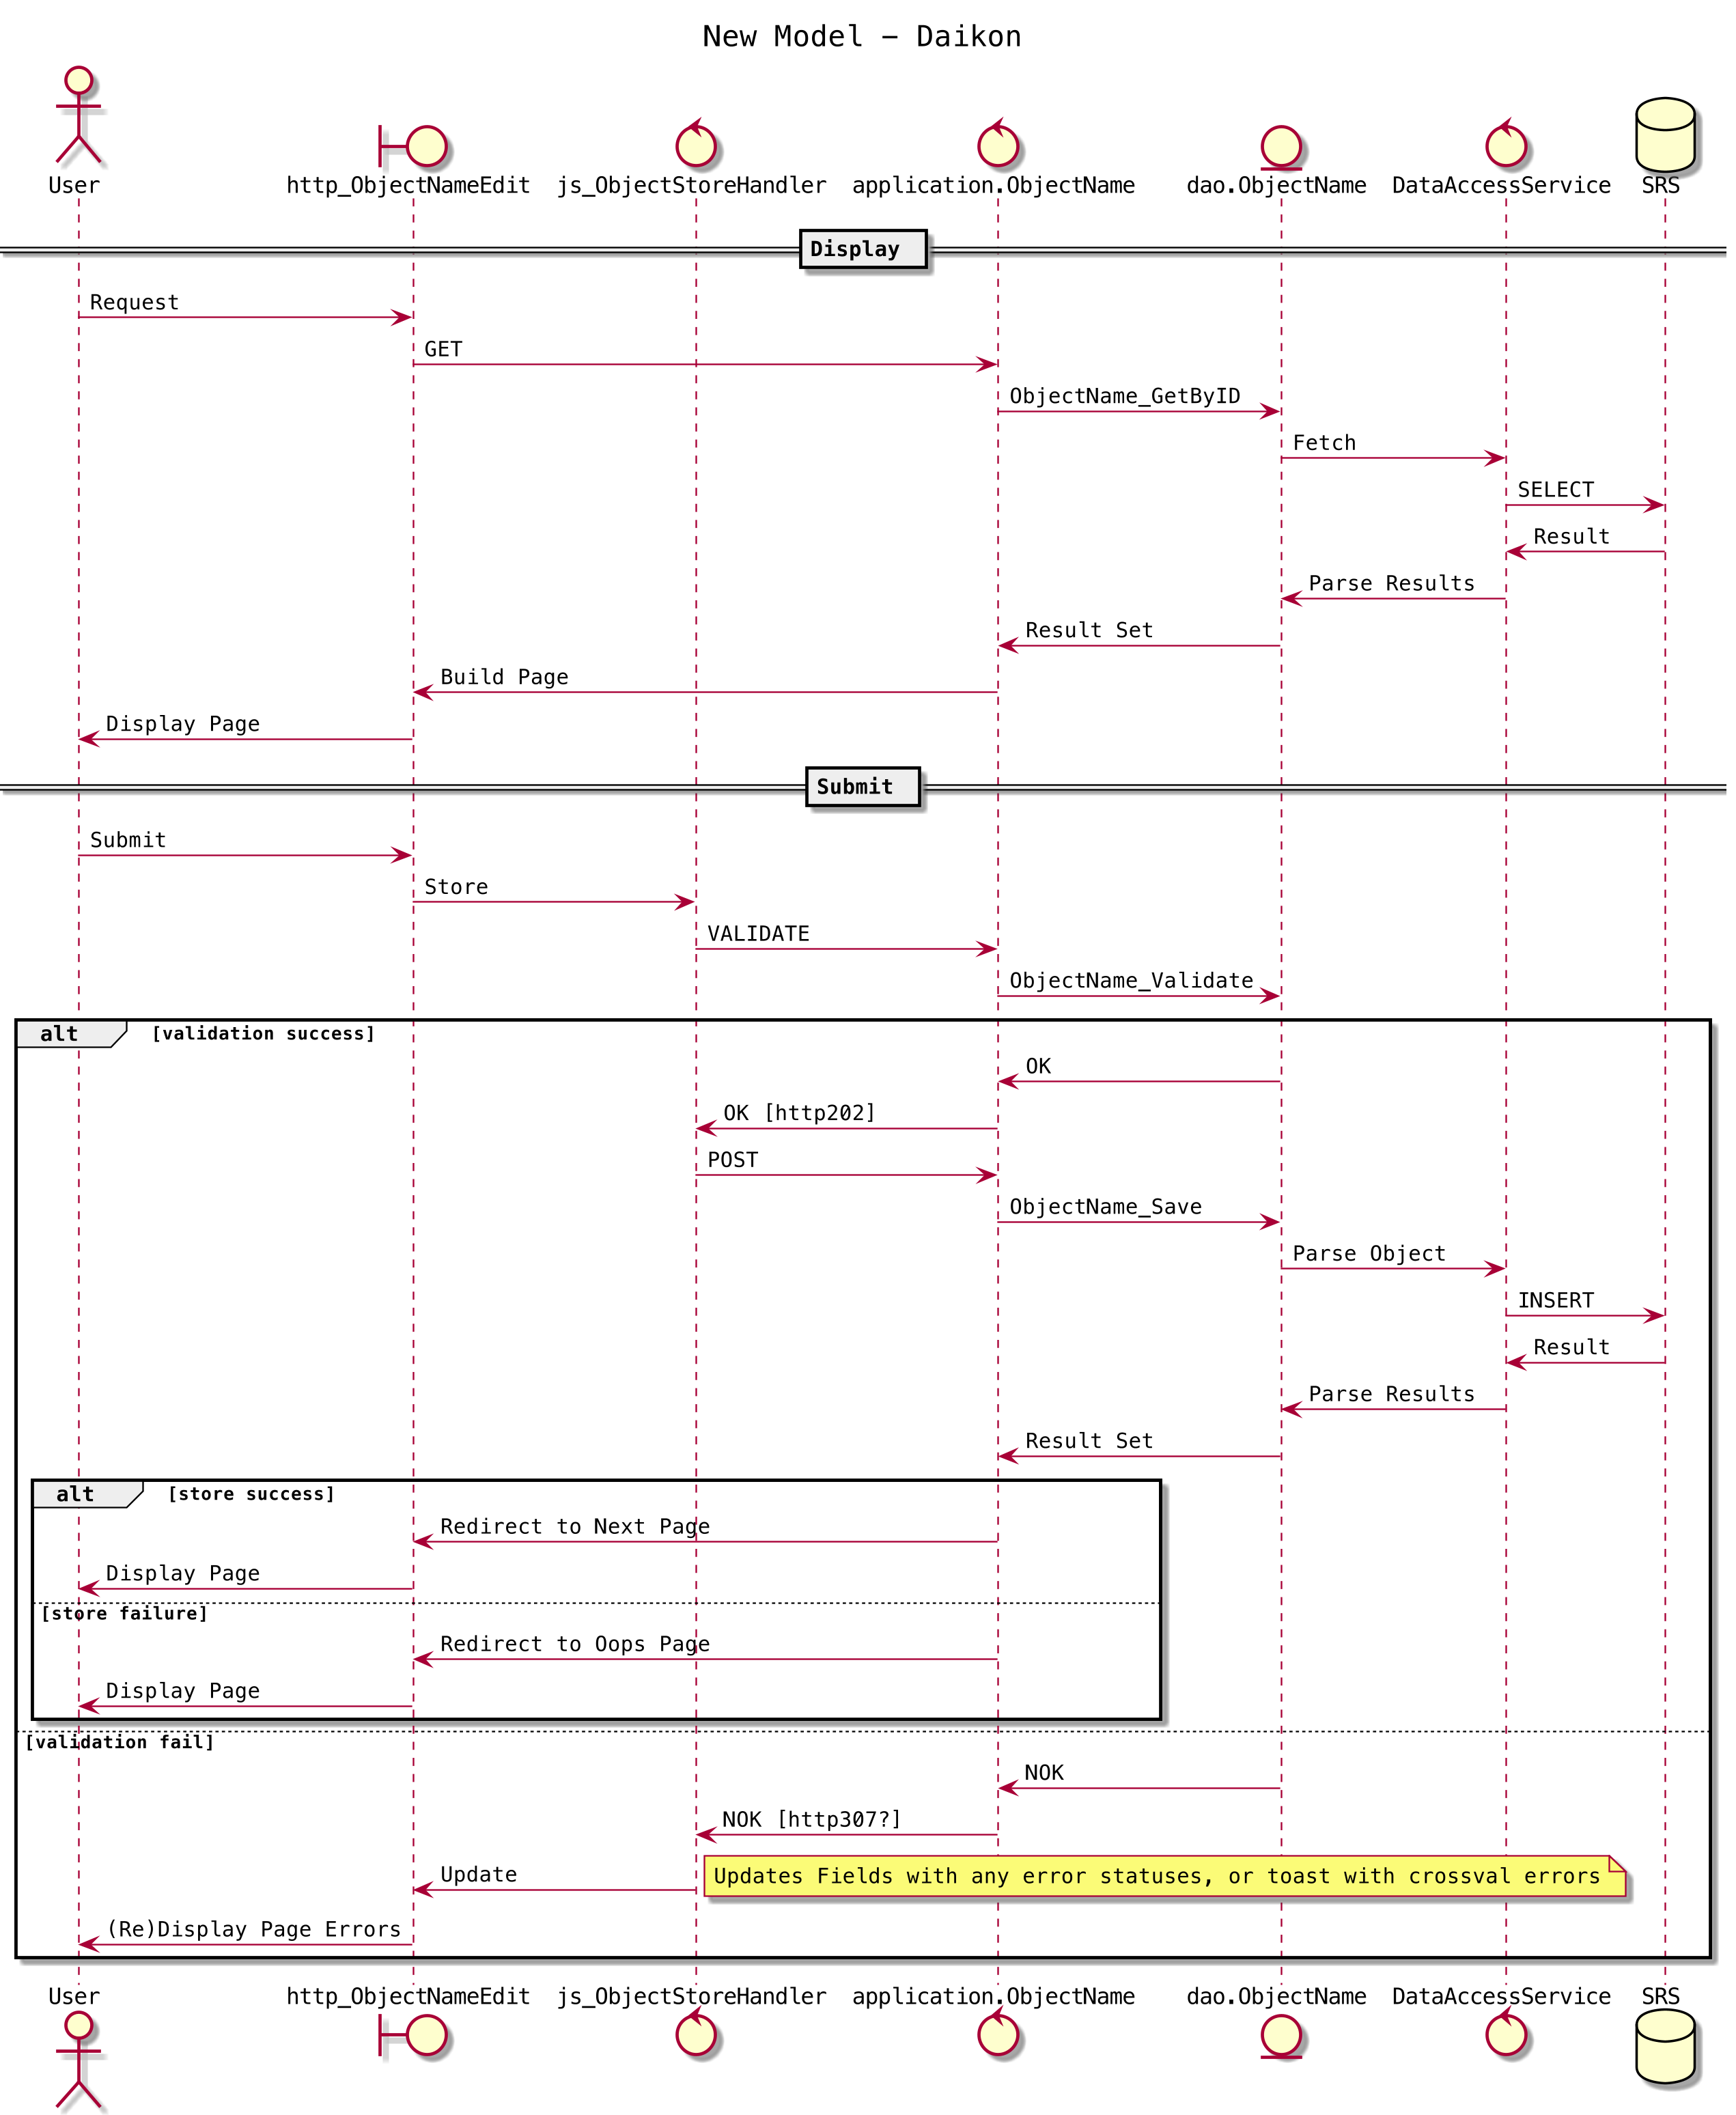 New Model – Daikon
User
http_ObjectNameEdit
js_ObjectStoreHandler
application.ObjectName
dao.ObjectName
DataAccessService
SRS
Display
Request
GET
ObjectName_GetByID
Fetch
SELECT
Result
Parse Results
Result Set
Build Page
Display Page
Submit
Submit
Store
VALIDATE
ObjectName_Validate
alt [validation success]
OK
OK [http202]
POST
ObjectName_Save
Parse Object
INSERT
Result
Parse Results
Result Set
alt [store success]
Redirect to Next Page
Display Page
[store failure]
Redirect to Oops Page
Display Page
[validation fail]
NOK
NOK [http307?]
Update
Updates Fields with any error statuses, or toast with crossval errors
(Re)Display Page Errors
User
http_ObjectNameEdit
js_ObjectStoreHandler
application.ObjectName
dao.ObjectName
DataAccessService
SRS